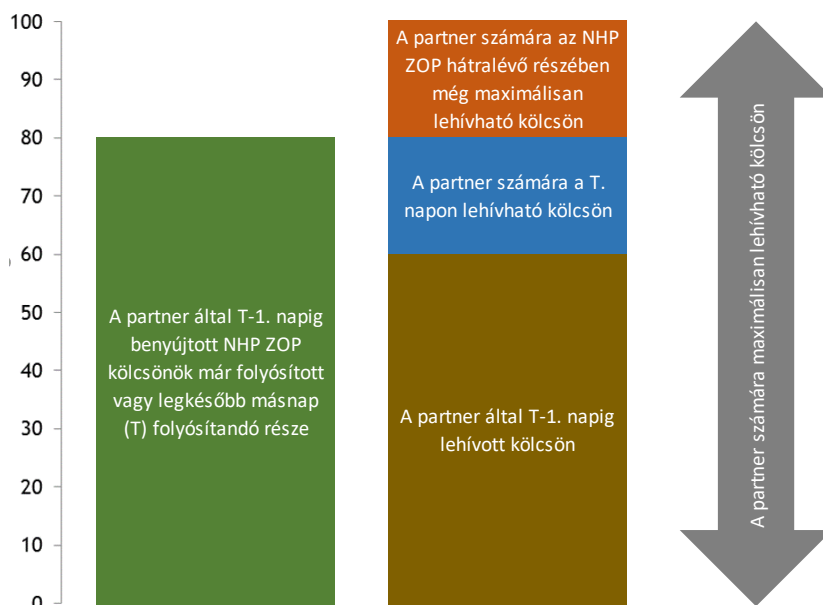 100
90
80
70
60
50
40
30
20
10
0
A partner által T-1. napig
benyújtott NHP ZOP
kölcsönök már folyósított
vagy legkésőbb másnap
(T) folyósítandó része
A partner számára az NHP
ZOP hátralévő részében
még maximálisan
lehívható kölcsön
A partner számára a T.
napon lehívható kölcsön
A partner által T-1. napig
lehívott kölcsön
A partner számára maximálisan lehívható kölcsön